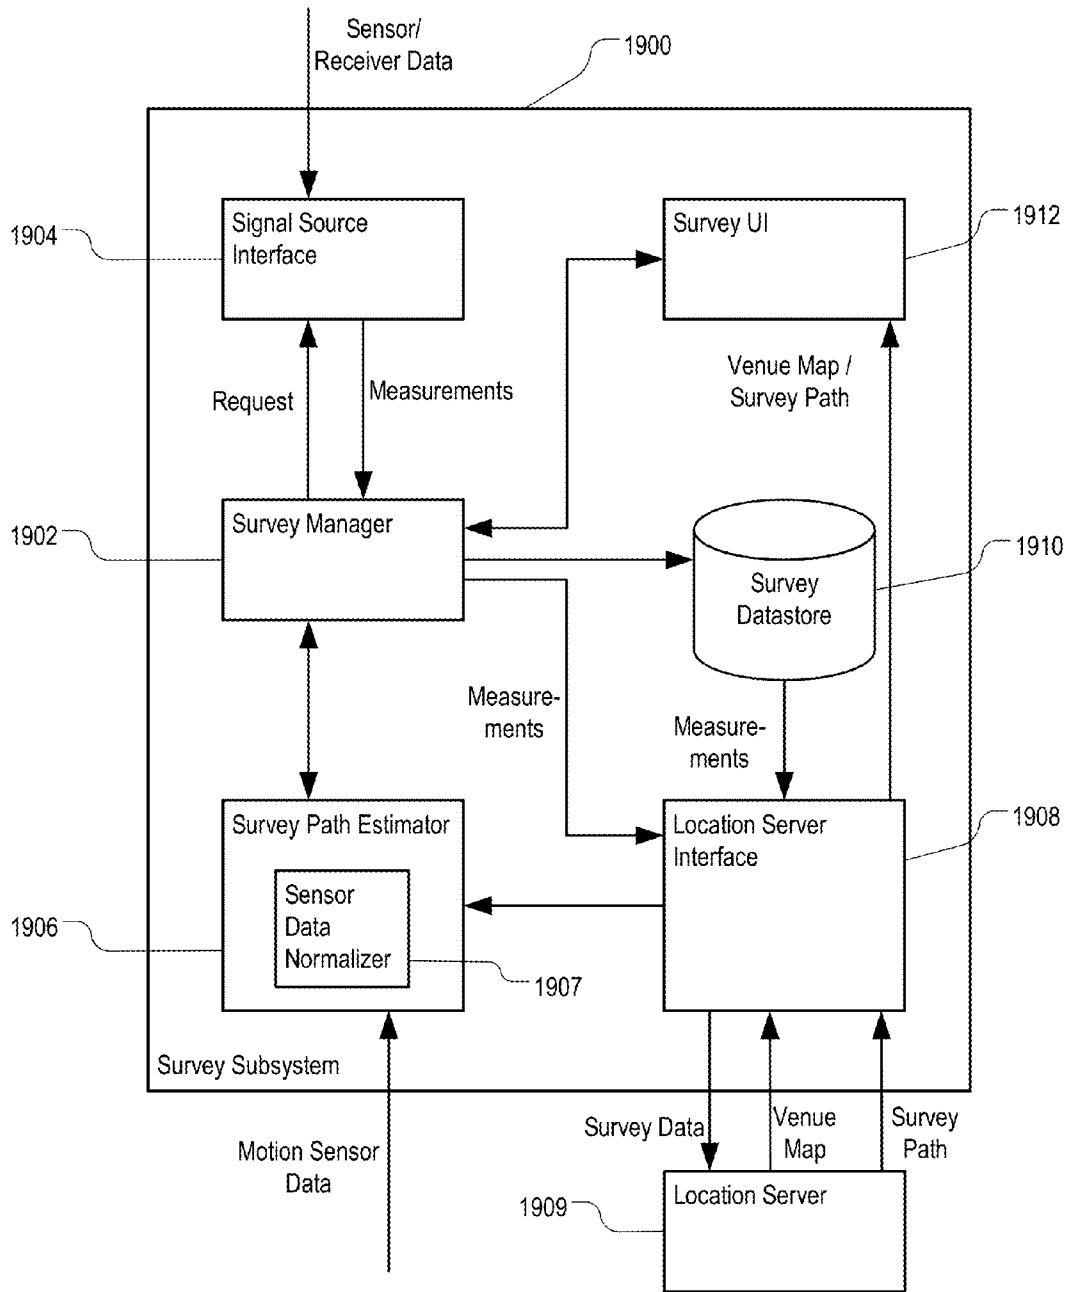 Sensor/
Receiver Data
1900
Signal Source
Interface
1904
Survey UI
1912
Request
Measurements
Venue Map /
Survey Path
Survey Manager
1902
Survey
Datastore
1910
Measure-
ments
Measure-
ments
Survey Path Estimator
Sensor
Data
Normalizer
1906
1907
Location Server
Interface
1908
Survey Subsystem
Motion Sensor
Data
Survey Data
Venue
Map
Survey
Path
Location Server
1909